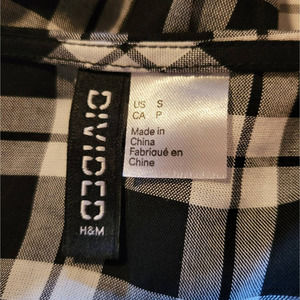 DIVIDED
H&M
US S
CA P
Made in
China
Fabriqué en
Chine